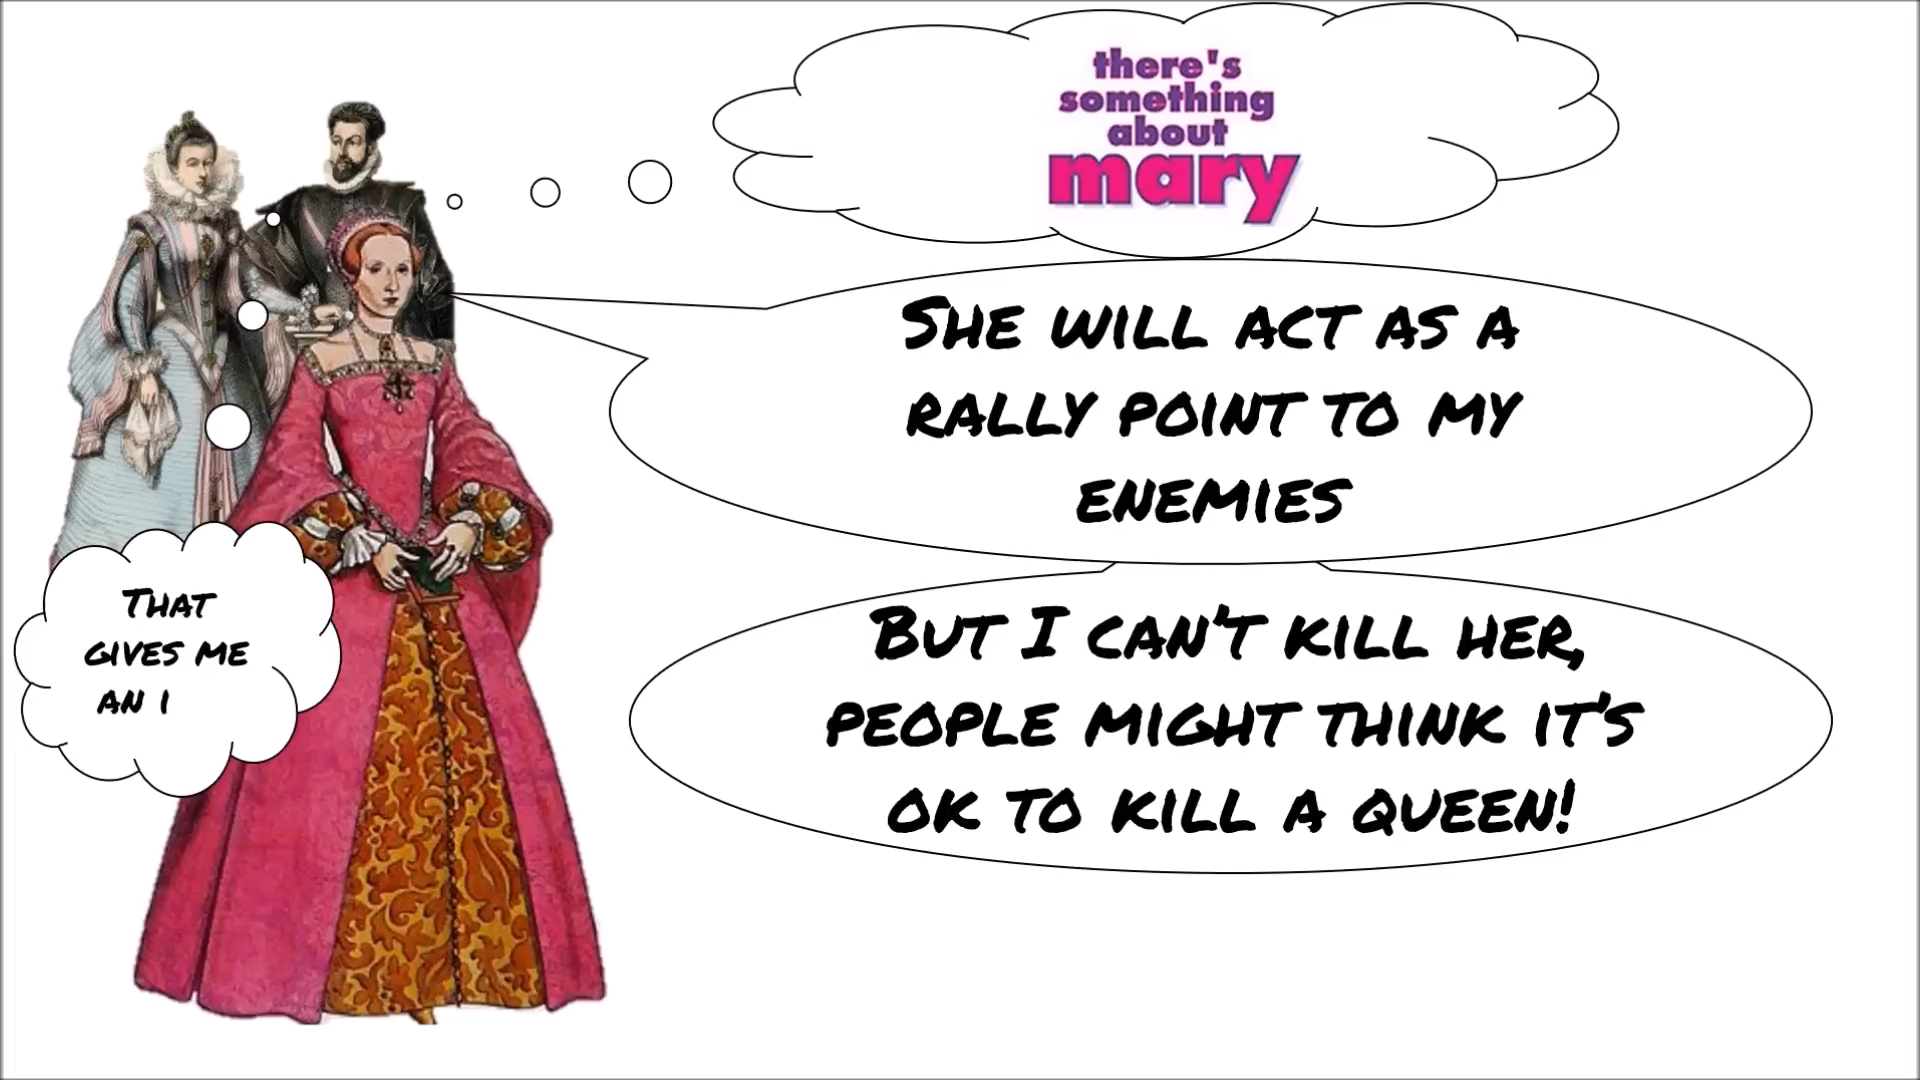 there's
something
about
mary
She will act as a
rally point to my
enemies
But I can't kill her,
people might think it's
ok to kill a queen!
That
gives me
an i